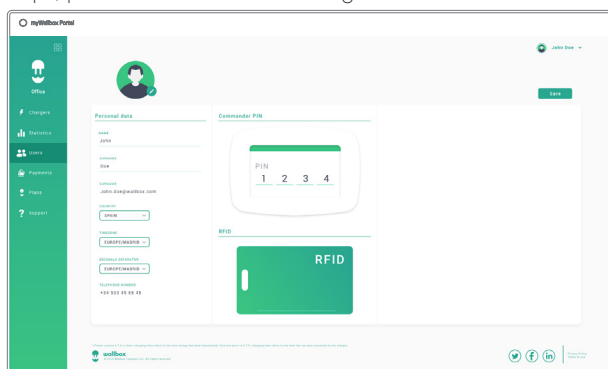 myWallbox Portal
John Doe
Office
Save
Chargers
Statistics
Users
Payments
Plans
Support
Personal data
NAME
John
SURNAME
Doe
John.Doe@wallbox.com
COUNTRY
SPAIN
TIMEZONE
EUROPE/MADRID
DECIMALS SEPARATOR
EUROPE/MADRID
TELEPHONE NUMBER
Commander PIN
PIN
1 2 3 4
RFID
RFID
wallbox